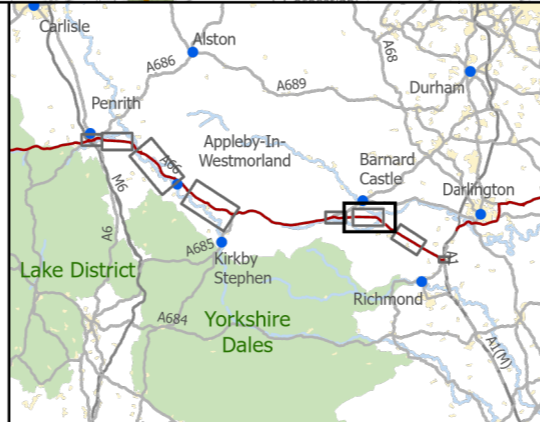 Carlisle
Alston
A686
A68
A689
Durham
Penrith
Appleby-In-
Westmorland
A66
Barnard
Castle
Darlington
M6
A6
A685
Lake District
Kirkby
Stephen
A1
Richmond
A684
Yorkshire
Dales
A1(M)